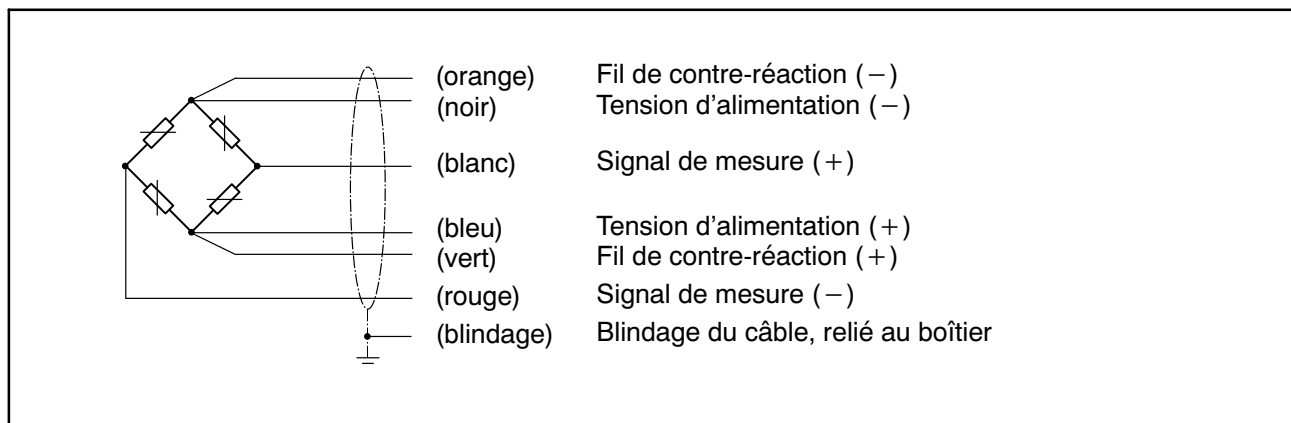 (orange) Fil de contre-réaction (−)
(noir) Tension d’alimentation (−)
(blanc) Signal de mesure (+)
(bleu) Tension d’alimentation (+)
(vert) Fil de contre-réaction (+)
(rouge) Signal de mesure (−)
(blindage) Blindage du câble, relié au boîtier